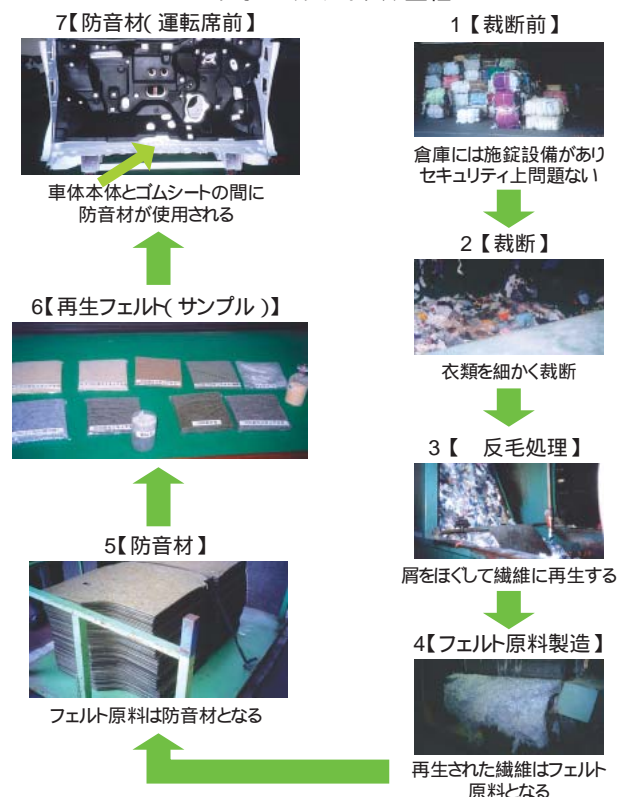 1【裁断前】
倉庫には施錠設備があり
セキュリティ上問題ない
2【裁断】
衣類を細かく裁断
3【 反毛処理】
屑をほぐして繊維に再生する
4【フェルト原料製造】
再生された繊維はフェルト
原料となる
5【防音材】
フェルト原料は防音材となる
6【再生フェルト(サンプル)】
7【防音材(運転席前)】
車体本体とゴムシートの間に
防音材が使用される